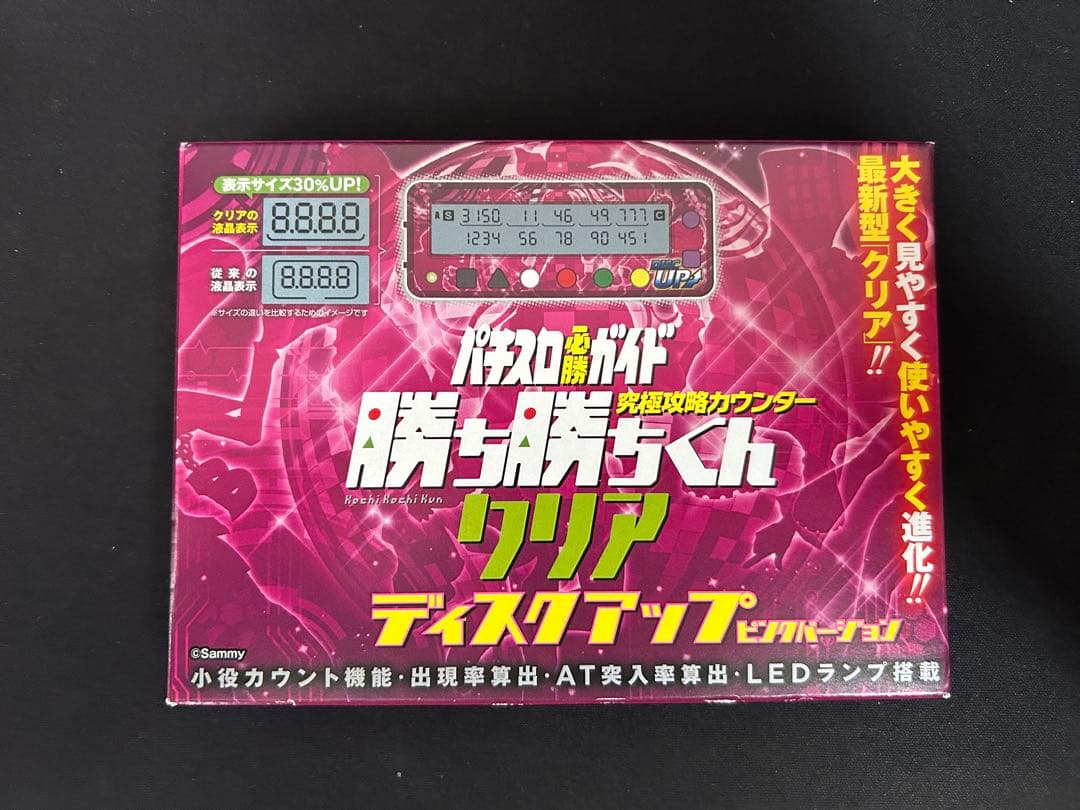 表示サイズ30%UP!
クリアの
液晶表示
8.8.8.8
従来の
液晶表示
8.8.8.8
※サイズの違いを比較するためのイメージです
A S 3150 11 46 49 777 C
1234 56 78 90 451
DISC
UP
大きく見やすく使いやすく進化!!
最新型「クリア」!!
パチスロ必勝ガイド
究極攻略カウンター
勝ち勝ちくん
Kachi Kachi Kun
クリア
ディスクアップ ピンクバージョン
©Sammy
小役カウント機能・出現率算出・AT突入率算出・LEDランプ搭載